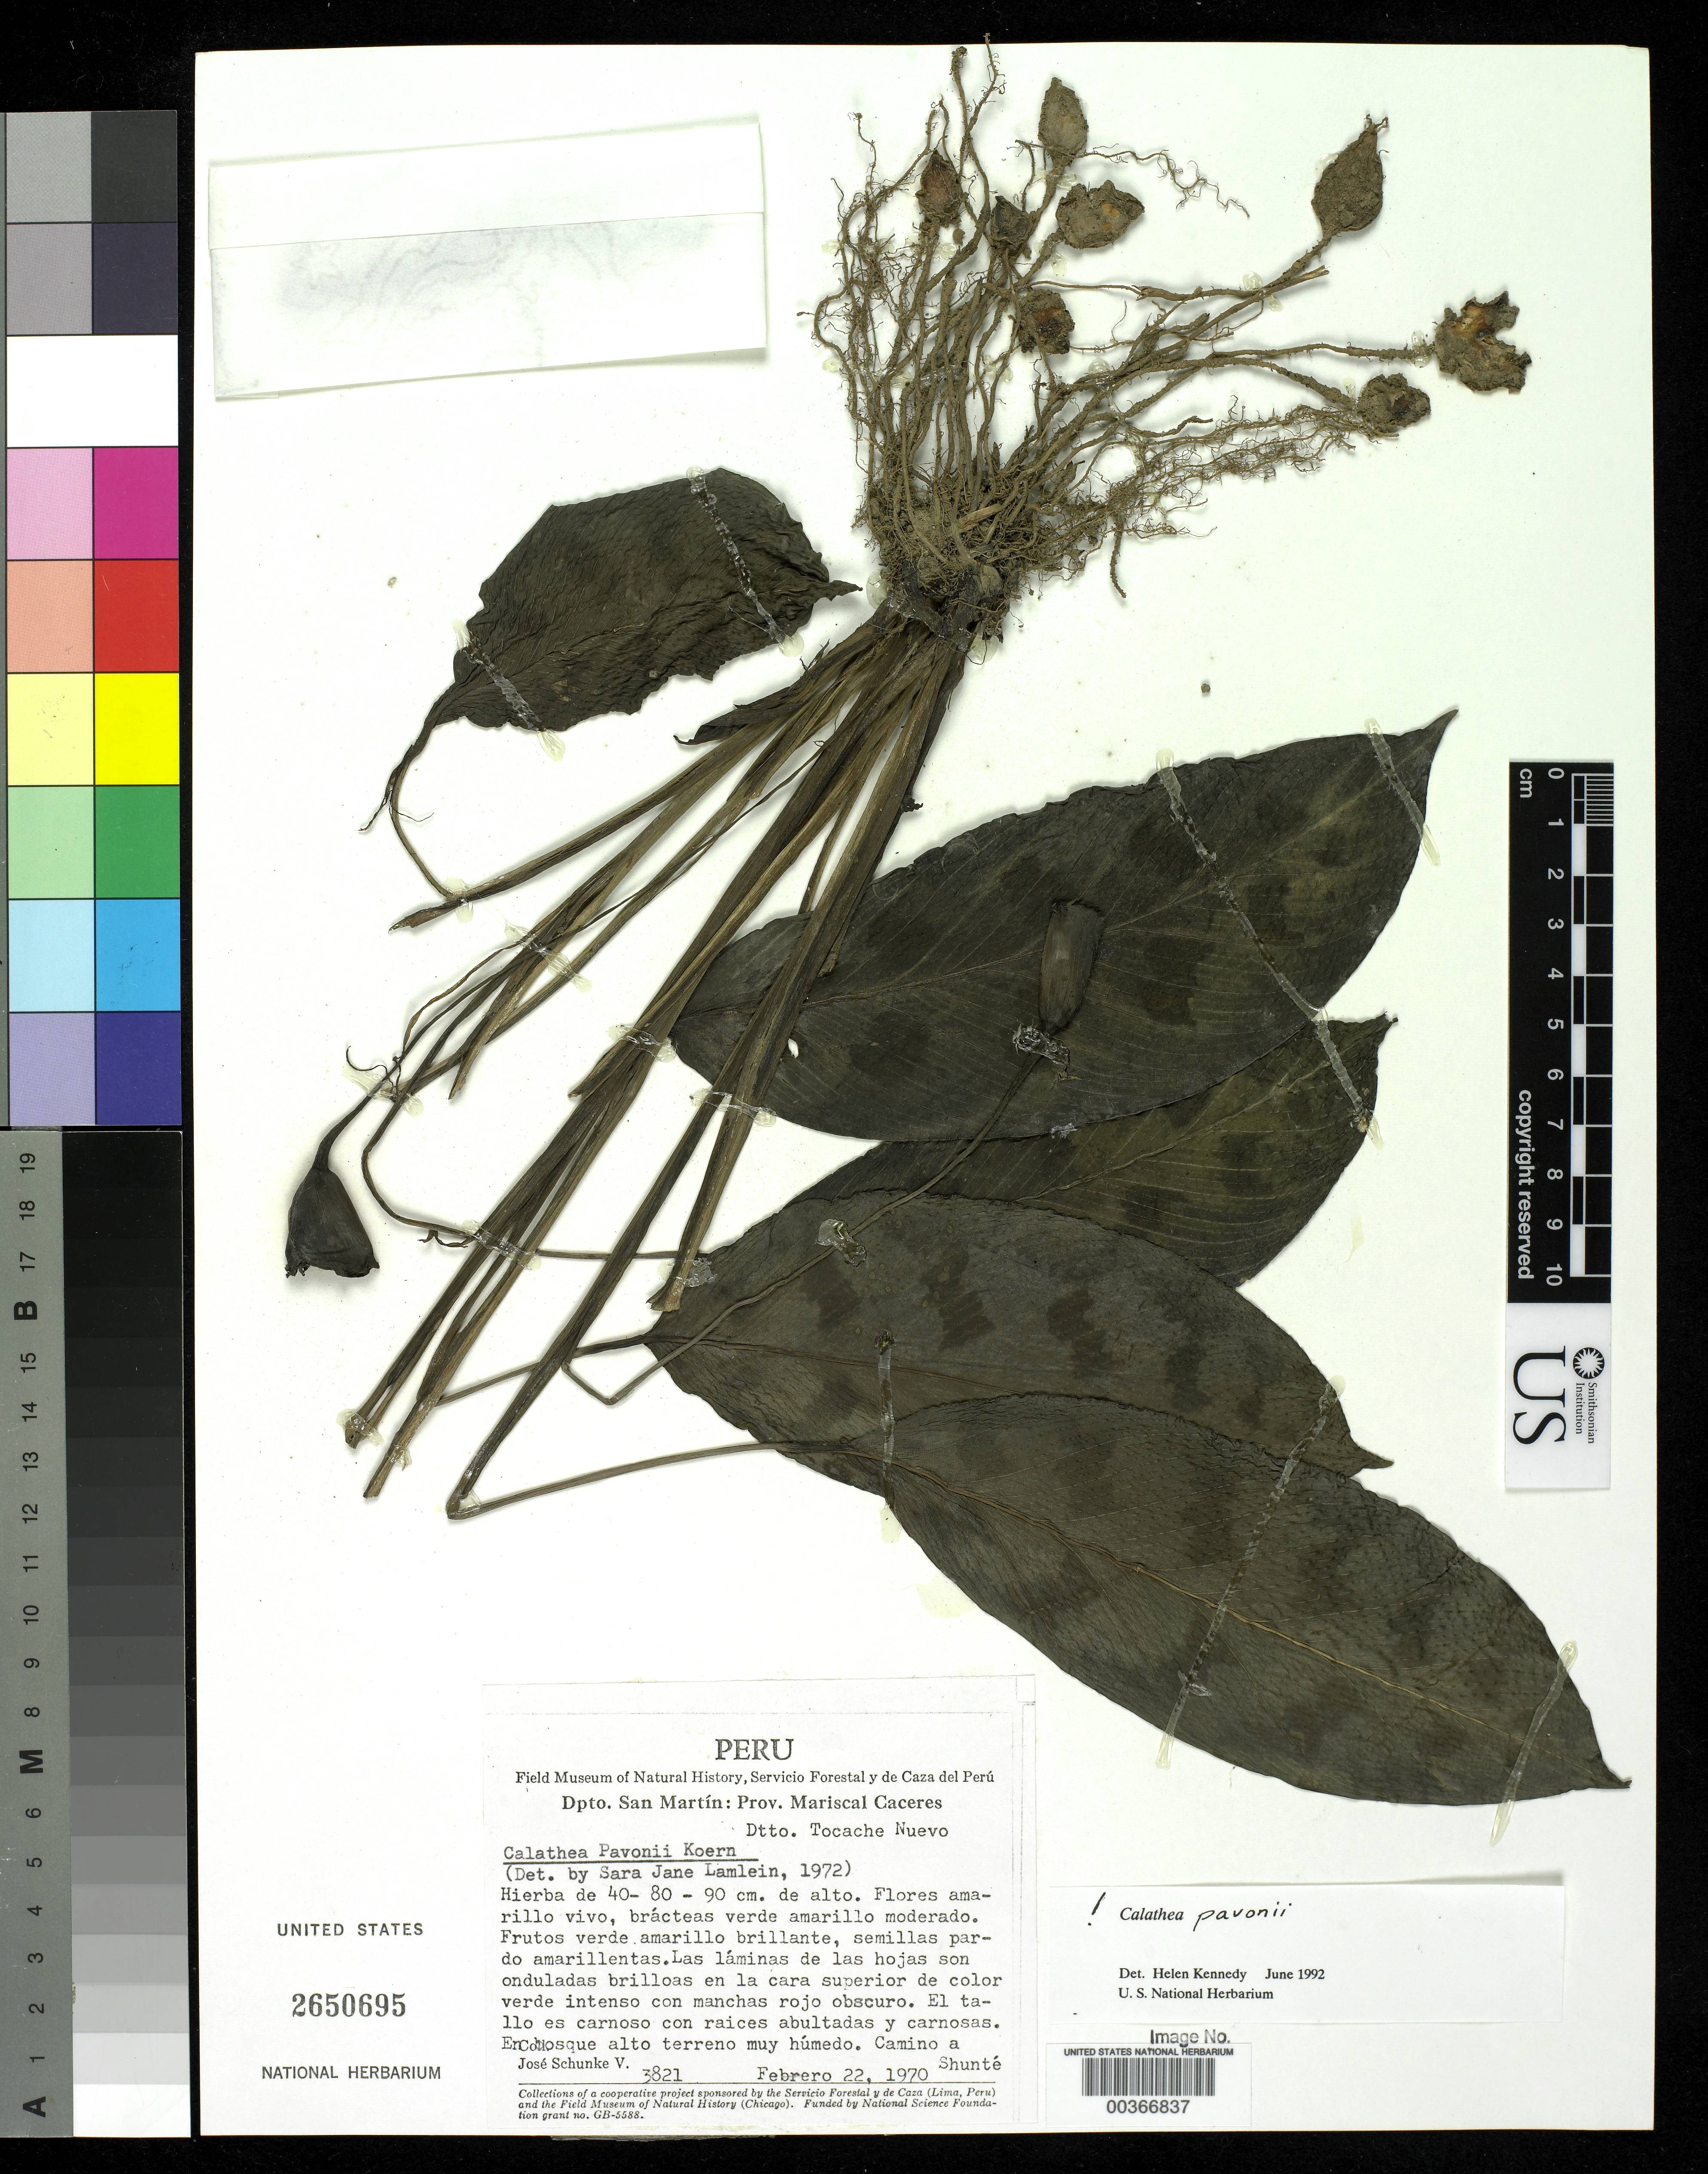 PERU
Field Museum of Natural History, Servicio Forestal y de Caza del Perú
Dpto. San Martín: Prov. Mariscal Caceres
Dtto. Tocache Nuevo
Calathea Pavonii Koern
(Det. by Sara Jane Lamlein, 1972)
Hierba de 40- 80 - 90 cm. de alto. Flores ama-
rillo vivo, brácteas verde amarillo moderado.
Frutos verde amarillo brillante, semillas par-
do amarillentas.Las láminas de las hojas son
onduladas brilloas en la cara superior de color
verde intenso con manchas rojo obscuro. El ta-
llo es carnoso con raices abultadas y carnosas.
En bosque alto terreno muy húmedo. Camino a
Coll.
José Schunke V. 3821 Febrero 22, 1970 Shunté
Collections of a cooperative project sponsored by the Servicio Forestal y de Caza (Lima, Peru)
and the Field Museum of Natural History (Chicago). Funded by National Science Founda-
tion grant no. GB-5588.
UNITED STATES
2650695
NATIONAL HERBARIUM
! Calathea pavonii
Det. Helen Kennedy June 1992
U. S. National Herbarium
Image No.
UNITED STATES NATIONAL HERBARIUM
00366837
cm 0 1 2 3 4 5 6 7 8 9 10
copyright reserved
US
Smithsonian
Institution
A 1 2 3 4 5 6 M 8 9 10 11 12 13 14 15 B 17 18 19